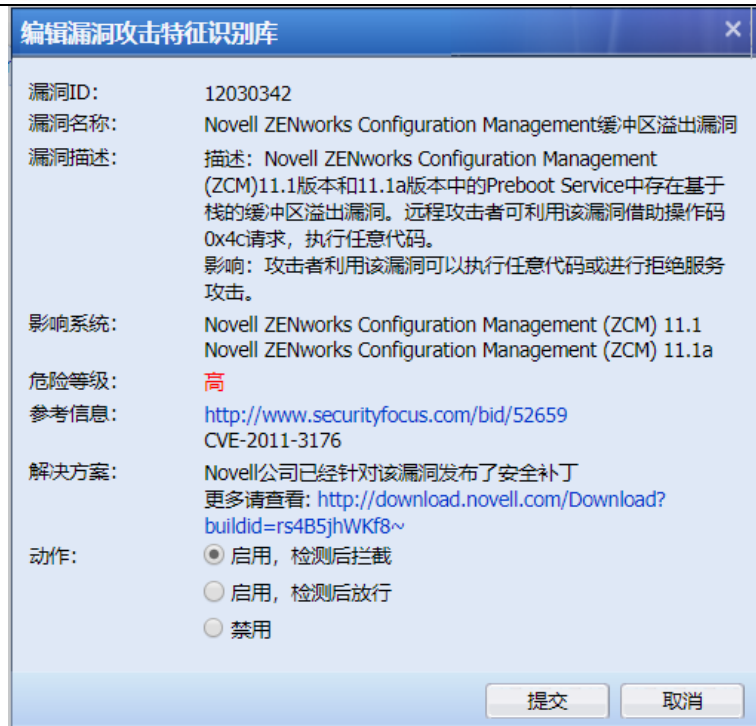 编辑漏洞攻击特征识别库
漏洞ID: 12030342
漏洞名称: Novell ZENworks Configuration Management缓冲区溢出漏洞
漏洞描述: 描述：Novell ZENworks Configuration Management
(ZCM)11.1版本和11.1a版本中的Preboot Service中存在基于
栈的缓冲区溢出漏洞。远程攻击者可利用该漏洞借助操作码
0x4c请求，执行任意代码。
影响：攻击者利用该漏洞可以执行任意代码或进行拒绝服务
攻击。
影响系统: Novell ZENworks Configuration Management (ZCM) 11.1
Novell ZENworks Configuration Management (ZCM) 11.1a
危险等级: 高
参考信息: http://www.securityfocus.com/bid/52659
CVE-2011-3176
解决方案: Novell公司已经针对该漏洞发布了安全补丁
更多请查看: http://download.novell.com/Download?
buildid=rs4B5jhWKf8~
动作: 启用，检测后拦截
启用，检测后放行
禁用
提交 取消